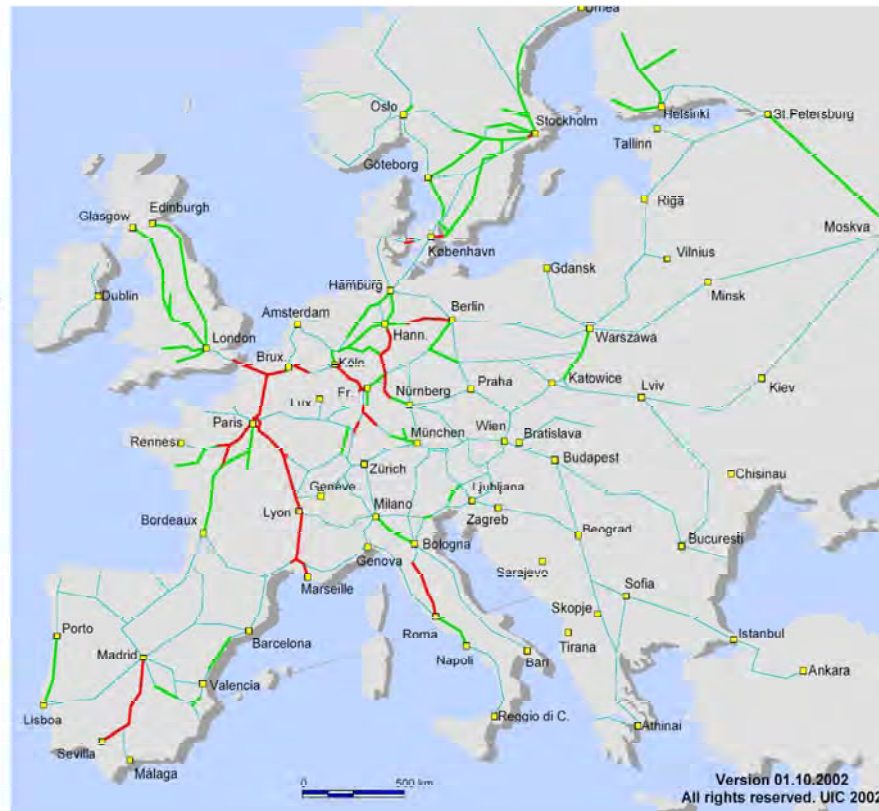 Umea
Oslo
Stockholm
Helsinki
St.Petersburg
Tallinn
Göteborg
Riga
Glasgow
Edinburgh
Moskva
København
Vilnius
Gdansk
Minsk
Dublin
Hamburg
Amsterdam
Berlin
London
Hann.
Warszawa
Brux.
Köln
Katowice
Lviv
Kiev
Fr.
Praha
Lux
Nürnberg
Paris
Rennes
München
Wien
Bratislava
Zürich
Budapest
Chisinau
Genève
Ljubljana
Milano
Lyon
Zagreb
Bordeaux
Beograd
Bucuresti
Bologna
Genova
Sarajevo
Marseille
Sofia
Skopje
Porto
Roma
Barcelona
Istanbul
Tirana
Madrid
Napoli
Bari
Ankara
Valencia
Lisboa
Reggio di C.
Athinai
Sevilla
Málaga
0 500 km
Version 01.10.2002
All rights reserved. UIC 2002